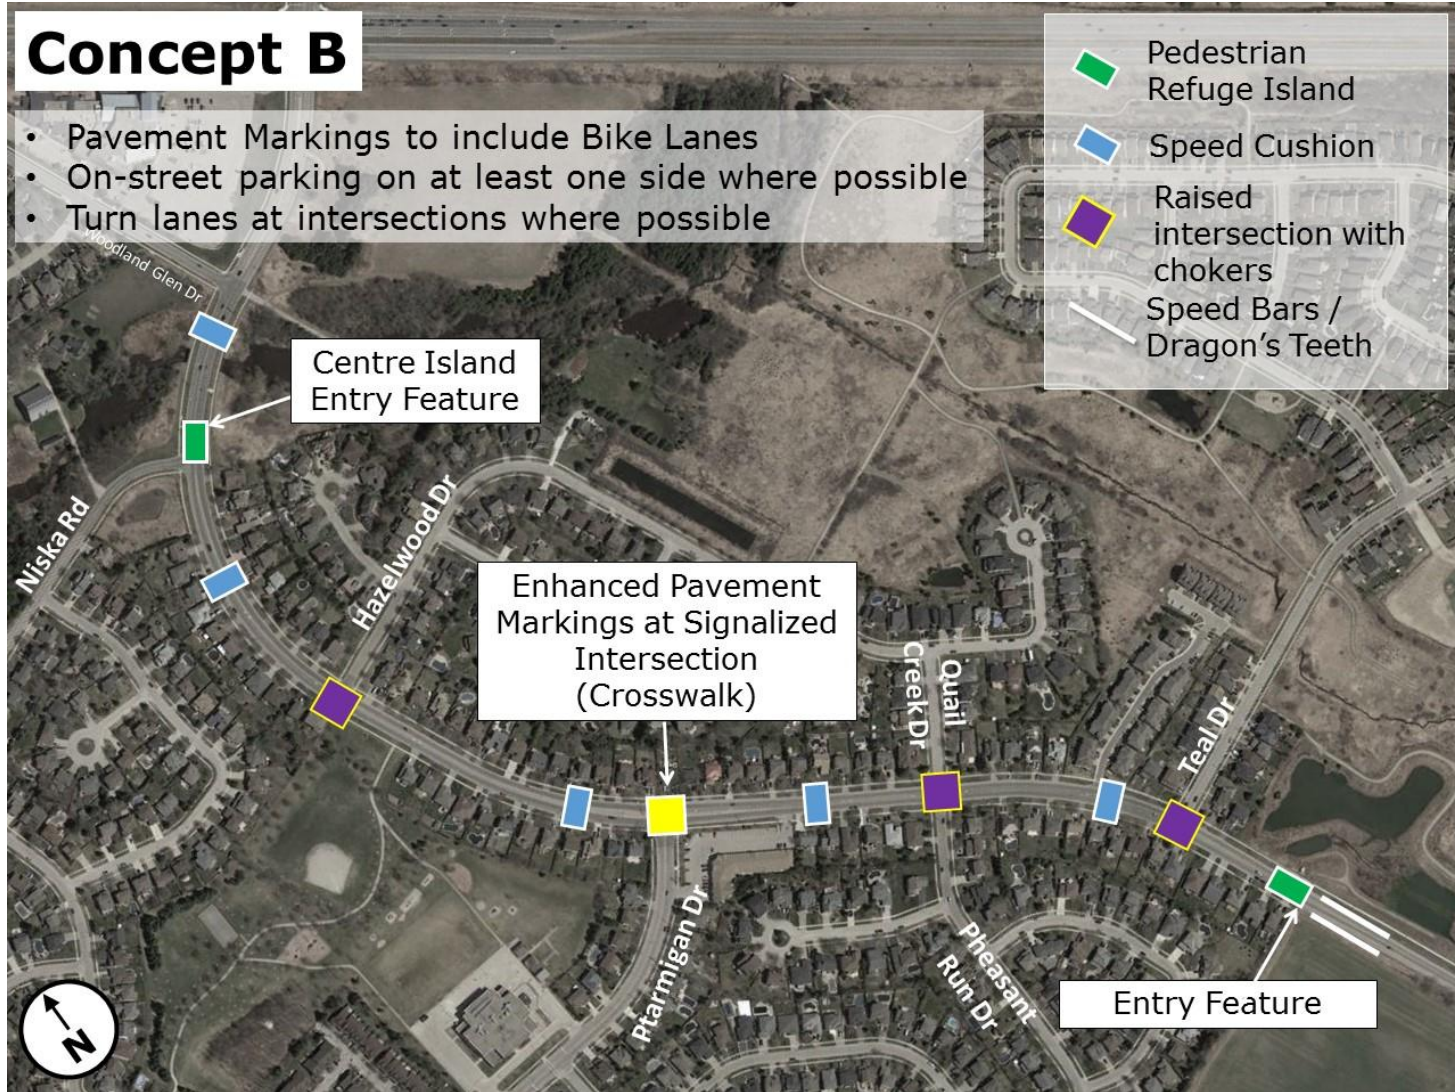 Concept B
• Pavement Markings to include Bike Lanes
• On-street parking on at least one side where possible
• Turn lanes at intersections where possible
Pedestrian
Refuge Island
Speed Cushion
Raised
intersection with
chokers
Speed Bars /
Dragon's Teeth
Woodland Glen Dr
Centre Island
Entry Feature
Niska Rd
Hazelwood Dr
Enhanced Pavement
Markings at Signalized
Intersection
(Crosswalk)
Quail
Creek Dr
Teal Dr
Ptarmigan Dr
Pheasant
Run Dr
Entry Feature
N